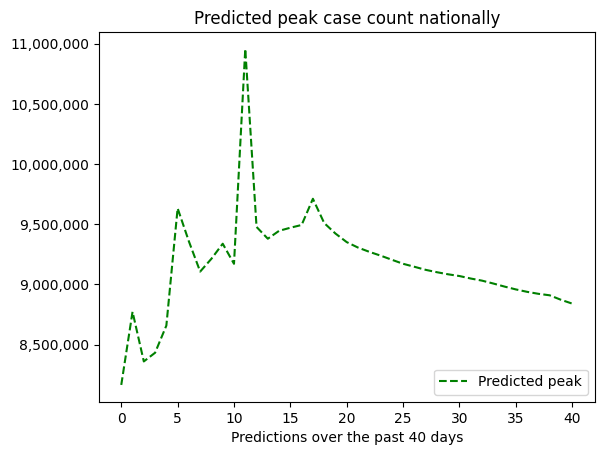 Predicted peak case count nationally
11,000,000
10,500,000
10,000,000
9,500,000
9,000,000
8,500,000
Predicted peak
0 5 10 15 20 25 30 35 40
Predictions over the past 40 days